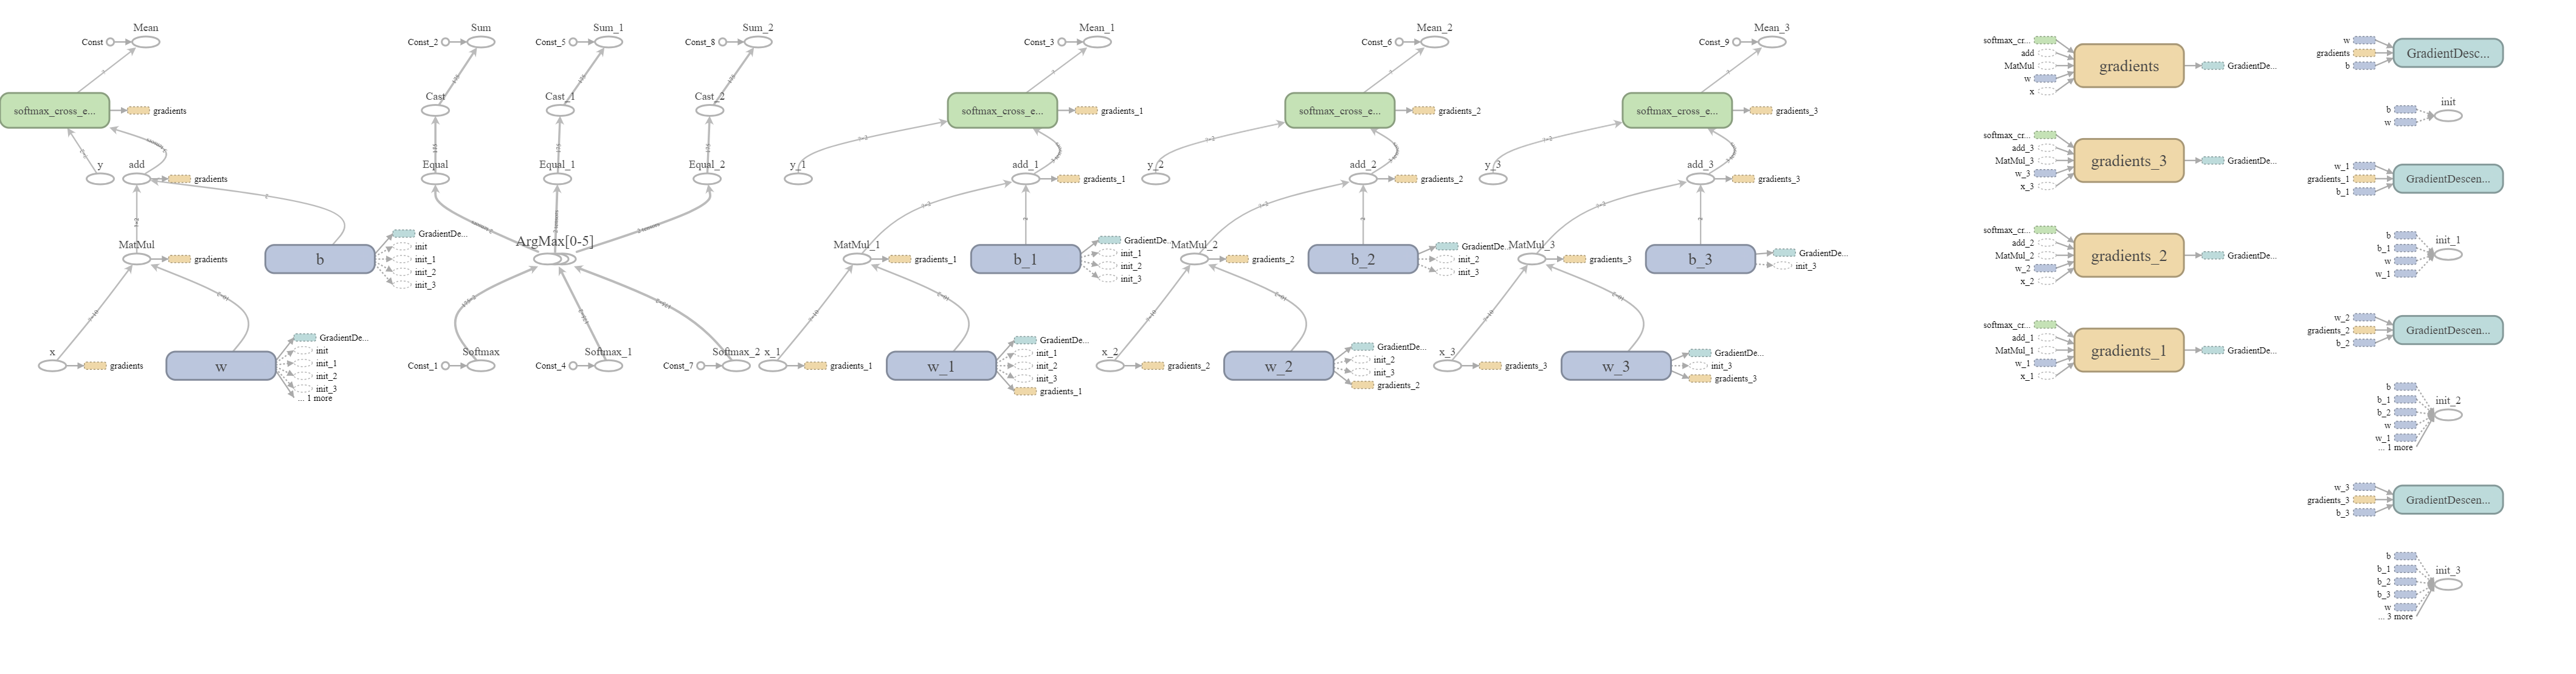 Mean
Const
softmax_cross_e...
gradients
y
add
gradients
MatMul
gradients
b
GradientDe...
init
init_1
init_2
init_3
x
gradients
w
GradientDe...
init
init_1
init_2
init_3
... 1 more
Sum
Const_2
Sum_1
Const_5
Sum_2
Const_8
Cast
Cast_1
Cast_2
Equal
Equal_1
Equal_2
ArgMax[0-5]
Softmax
Const_1
Softmax_1
Const_4
Softmax_2
Const_7
Mean_1
Const_3
softmax_cross_e...
gradients_1
y_1
add_1
gradients_1
MatMul_1
gradients_1
b_1
GradientDe...
init_1
init_2
init_3
x_1
gradients_1
w_1
GradientDe...
init_1
init_2
init_3
gradients_1
Mean_2
Const_6
softmax_cross_e...
gradients_2
y_2
add_2
gradients_2
MatMul_2
gradients_2
b_2
GradientDe...
init_2
init_3
x_2
gradients_2
w_2
GradientDe...
init_2
init_3
gradients_2
Mean_3
Const_9
softmax_cross_e...
gradients_3
y_3
add_3
gradients_3
MatMul_3
gradients_3
b_3
GradientDe...
init_3
x_3
gradients_3
w_3
GradientDe...
init_3
gradients_3
softmax_cr...
add
MatMul
w
x
gradients
GradientDe...
softmax_cr...
add_3
MatMul_3
w_3
x_3
gradients_3
GradientDe...
softmax_cr...
add_2
MatMul_2
w_2
x_2
gradients_2
GradientDe...
softmax_cr...
add_1
MatMul_1
w_1
x_1
gradients_1
GradientDe...
w
gradients
b
GradientDesc...
init
b
w
w_1
gradients_1
b_1
GradientDescen...
b
b_1
w
w_1
init_1
w_2
gradients_2
b_2
GradientDescen...
b
b_1
b_2
w
w_1
... 1 more
init_2
w_3
gradients_3
b_3
GradientDescen...
b
b_1
b_2
b_3
w
... 3 more
init_3